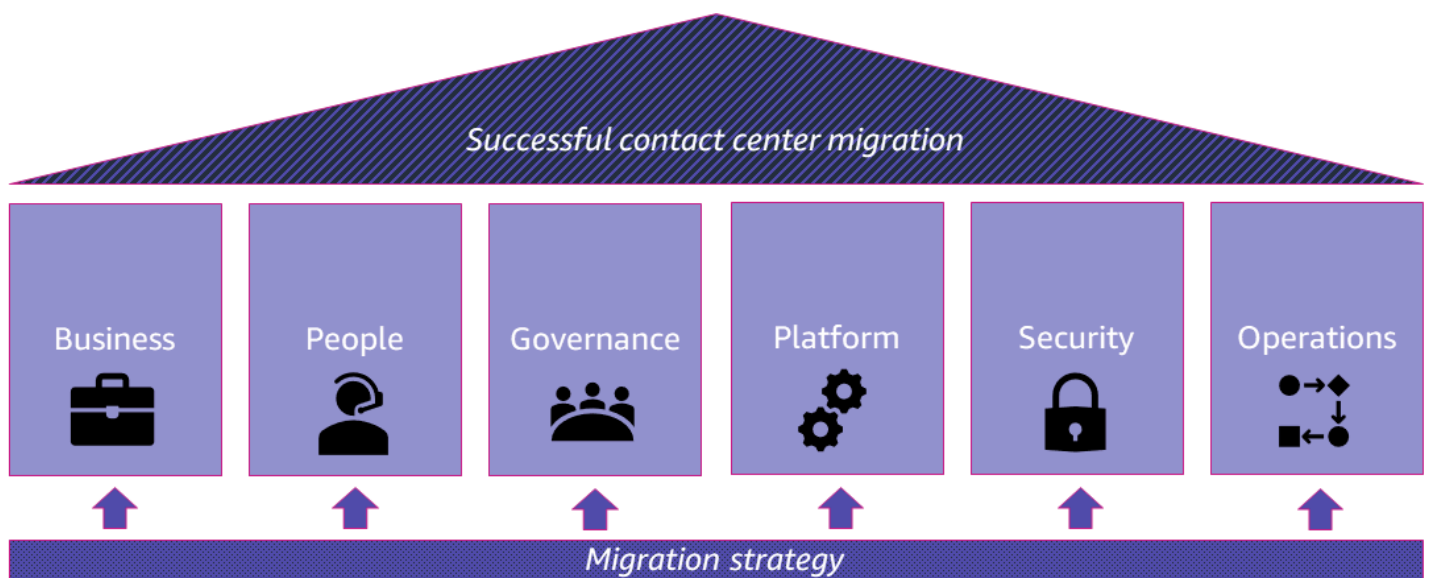 Successful contact center migration
Business
People
Governance
Platform
Security
Operations
Migration strategy